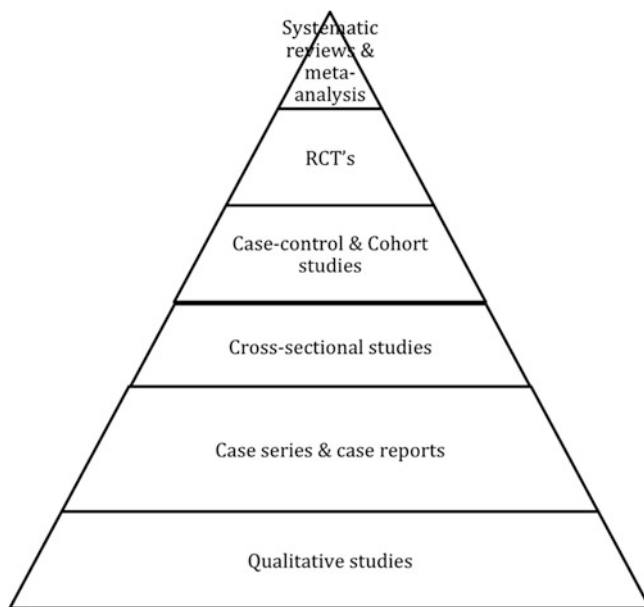 Systematic
reviews &
meta-
analysis
RCT's
Case-control & Cohort
studies
Cross-sectional studies
Case series & case reports
Qualitative studies